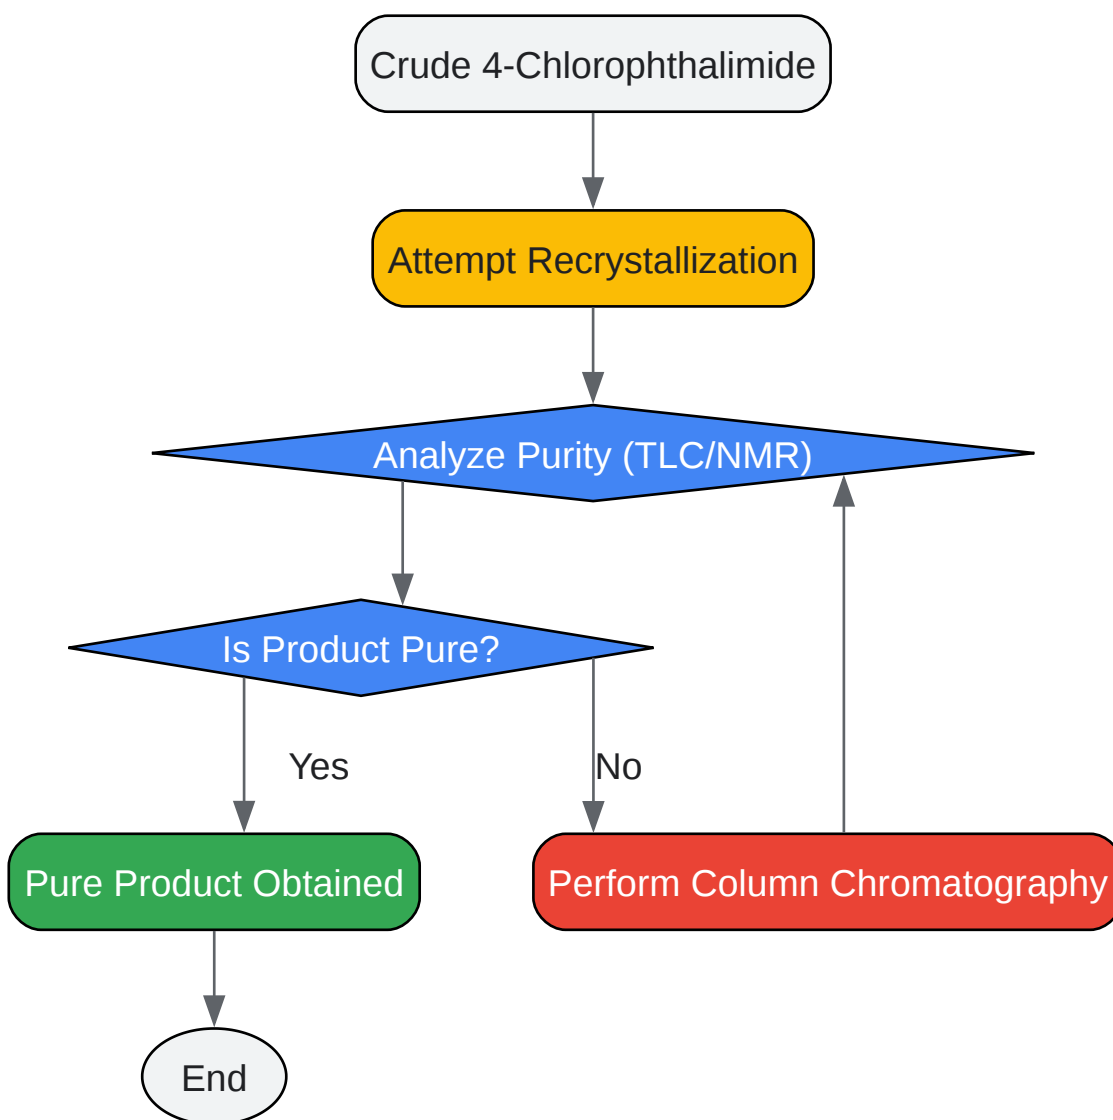 Crude 4-Chlorophthalimide
Attempt Recrystallization
Analyze Purity (TLC/NMR)
Is Product Pure?
Yes
No
Pure Product Obtained
Perform Column Chromatography
End